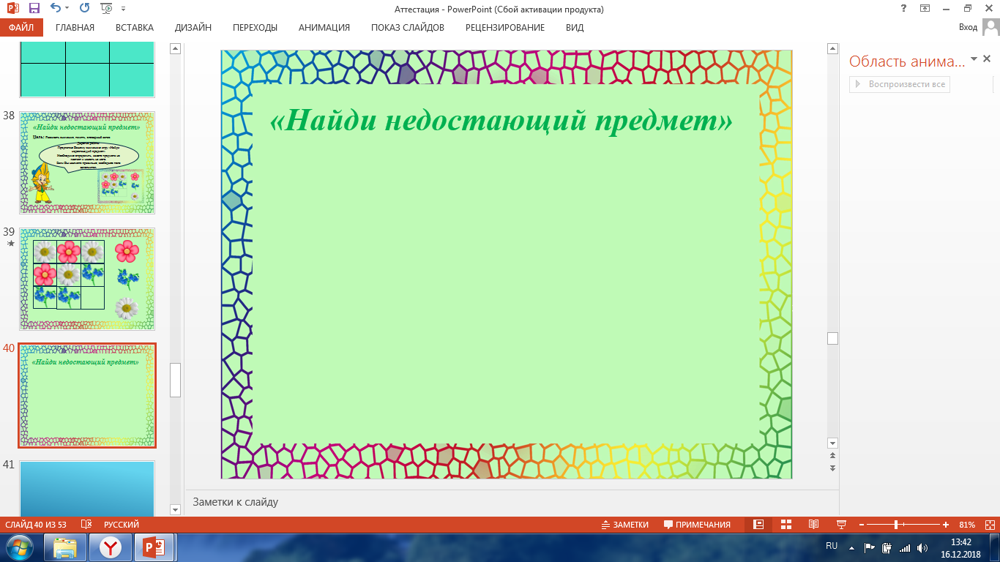 Аттестация - PowerPoint (Сбой активации продукта)
ФАЙЛ ГЛАВНАЯ ВСТАВКА ДИЗАЙН ПЕРЕХОДЫ АНИМАЦИЯ ПОКАЗ СЛАЙДОВ РЕЦЕНЗИРОВАНИЕ ВИД Вход
38
«Найди недостающий предмет»
Цель:
39
40
«Найди недостающий предмет»
41
«Найди недостающий предмет»
Заметки к слайду
Область анима...
Воспроизвести все
СЛАЙД 40 ИЗ 53 РУССКИЙ ЗАМЕТКИ ПРИМЕЧАНИЯ 81%
RU 13:42
16.12.2018